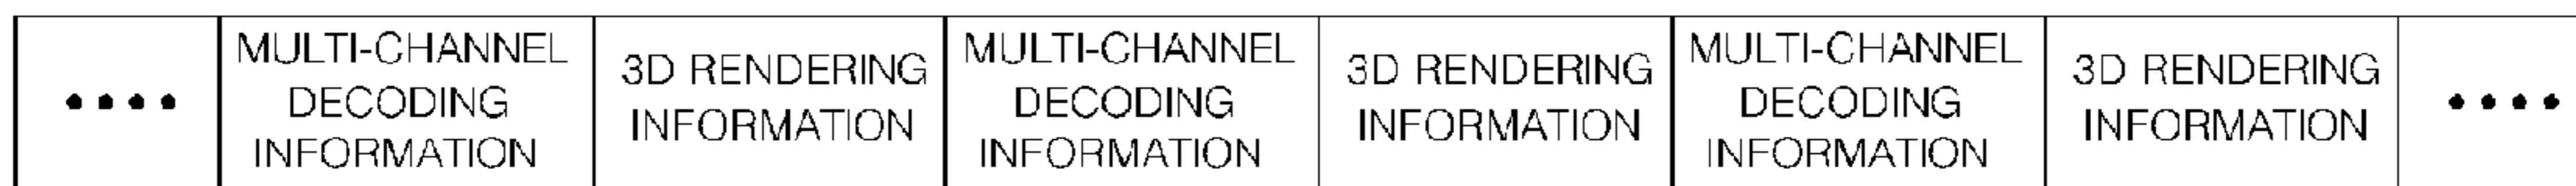 ••••
MULTI-CHANNEL
DECODING
INFORMATION
3D RENDERING
INFORMATION
MULTI-CHANNEL
DECODING
INFORMATION
3D RENDERING
INFORMATION
MULTI-CHANNEL
DECODING
INFORMATION
3D RENDERING
INFORMATION
••••